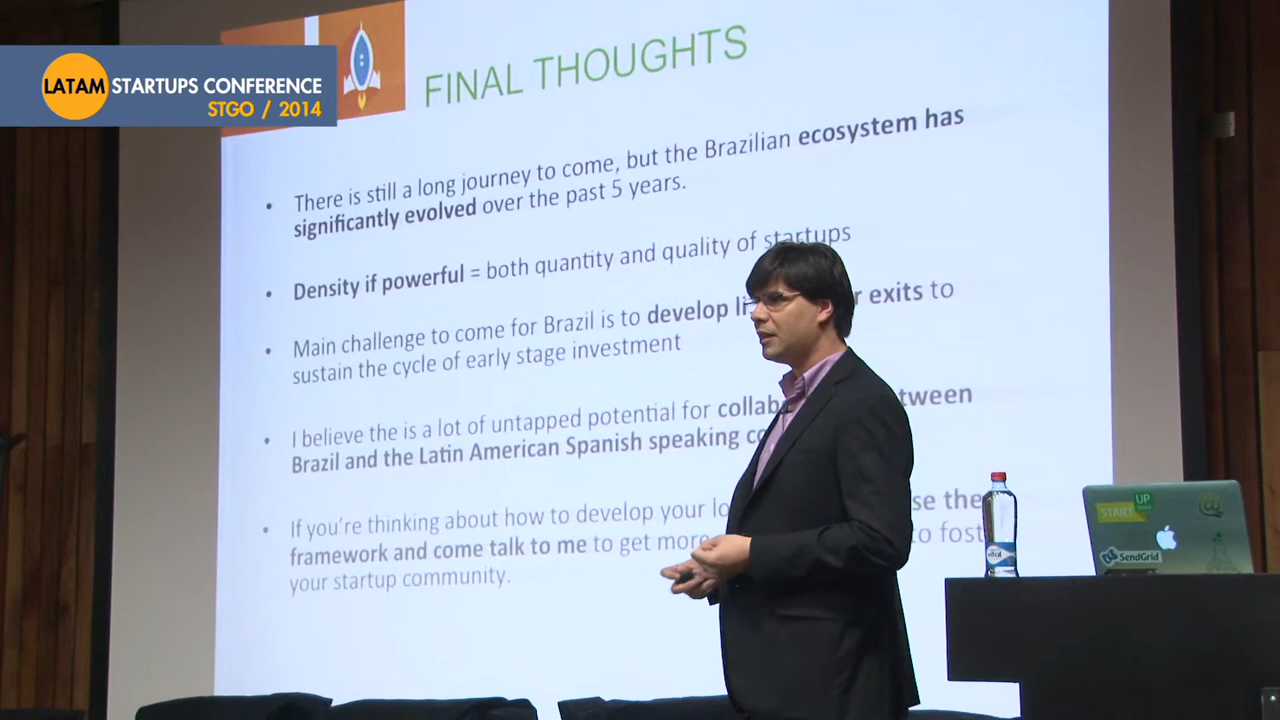 LATAM STARTUPS CONFERENCE
STGO / 2014
FINAL THOUGHTS
• There is still a long journey to come, but the Brazilian ecosystem has
significantly evolved over the past 5 years.
• Density if powerful = both quantity and quality of startups
• Main challenge to come for Brazil is to develop exits to
sustain the cycle of early stage investment
• I believe the is a lot of untapped potential for
Brazil and the Latin American Spanish speaking
• If you're thinking about how to develop your the
framework and come talk to me to get more to
your startup community.
vital
START UP
SendGrid